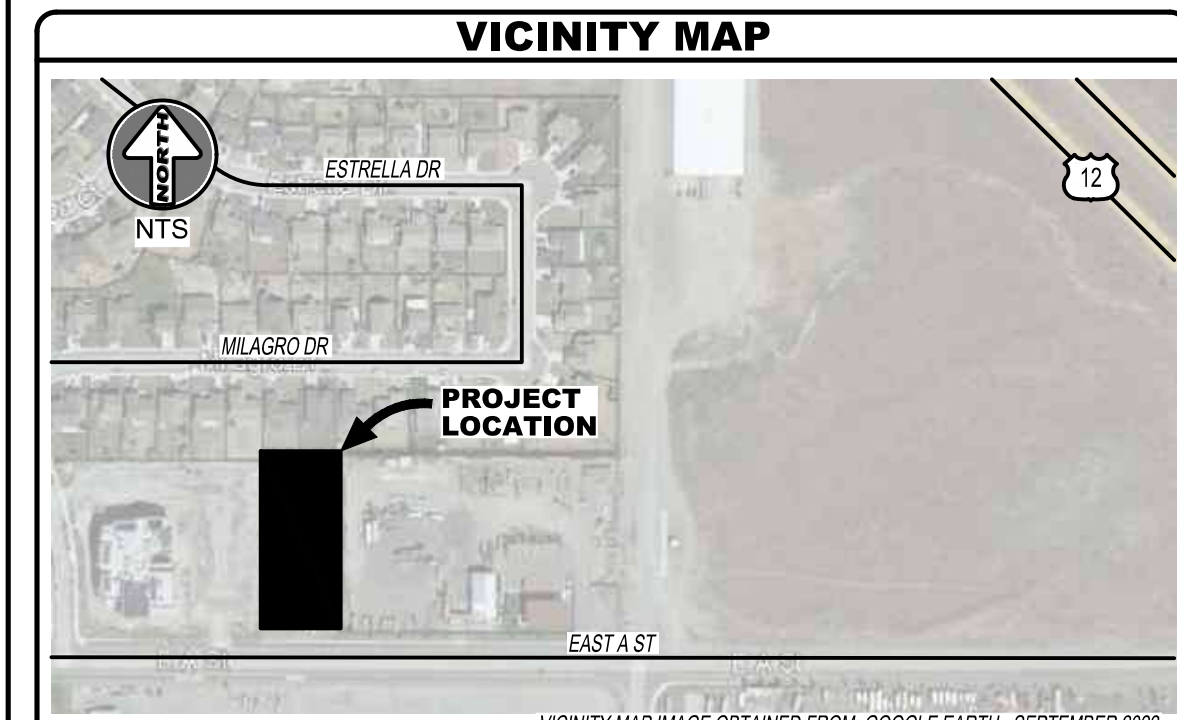 VICINITY MAP
NORTH
NTS
ESTRELLA DR
12
MILAGRO DR
PROJECT
LOCATION
EAST A ST
VICINITY MAP IMAGE OBTAINED FROM GOOGLE EARTH, SEPTEMBER